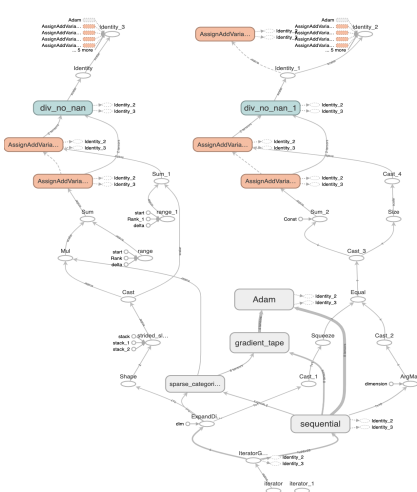 Adam
AssignAddVaria...
AssignAddVaria...
AssignAddVaria...
AssignAddVaria...
... 5 more
Identity_3
Identity
div_no_nan
Identity_2
Identity_3
AssignAddVaria...
Identity_2
Identity_3
AssignAddVaria...
Identity_2
Identity_3
Sum_1
start
Rank_1
delta
range_1
Sum
start
Rank
delta
range
Mul
Cast
stack
stack_1
stack_2
strided_sl...
Shape
sparse_categori...
dim
ExpandDi...
AssignAddVaria...
Identity_2
Identity_3
Adam
AssignAddVaria...
AssignAddVaria...
AssignAddVaria...
AssignAddVaria...
... 5 more
Identity_2
Identity_1
div_no_nan_1
Identity_2
Identity_3
AssignAddVaria...
Identity_2
Identity_3
AssignAddVaria...
Identity_2
Identity_3
Cast_4
Const
Sum_2
Size
Cast_3
Equal
Adam
Identity_2
Identity_3
gradient_tape
Squeeze
Cast_2
Cast_1
dimension
ArgMa
sequential
Identity_2
Identity_3
IteratorG...
Identity_2
Identity_3
iterator
iterator_1